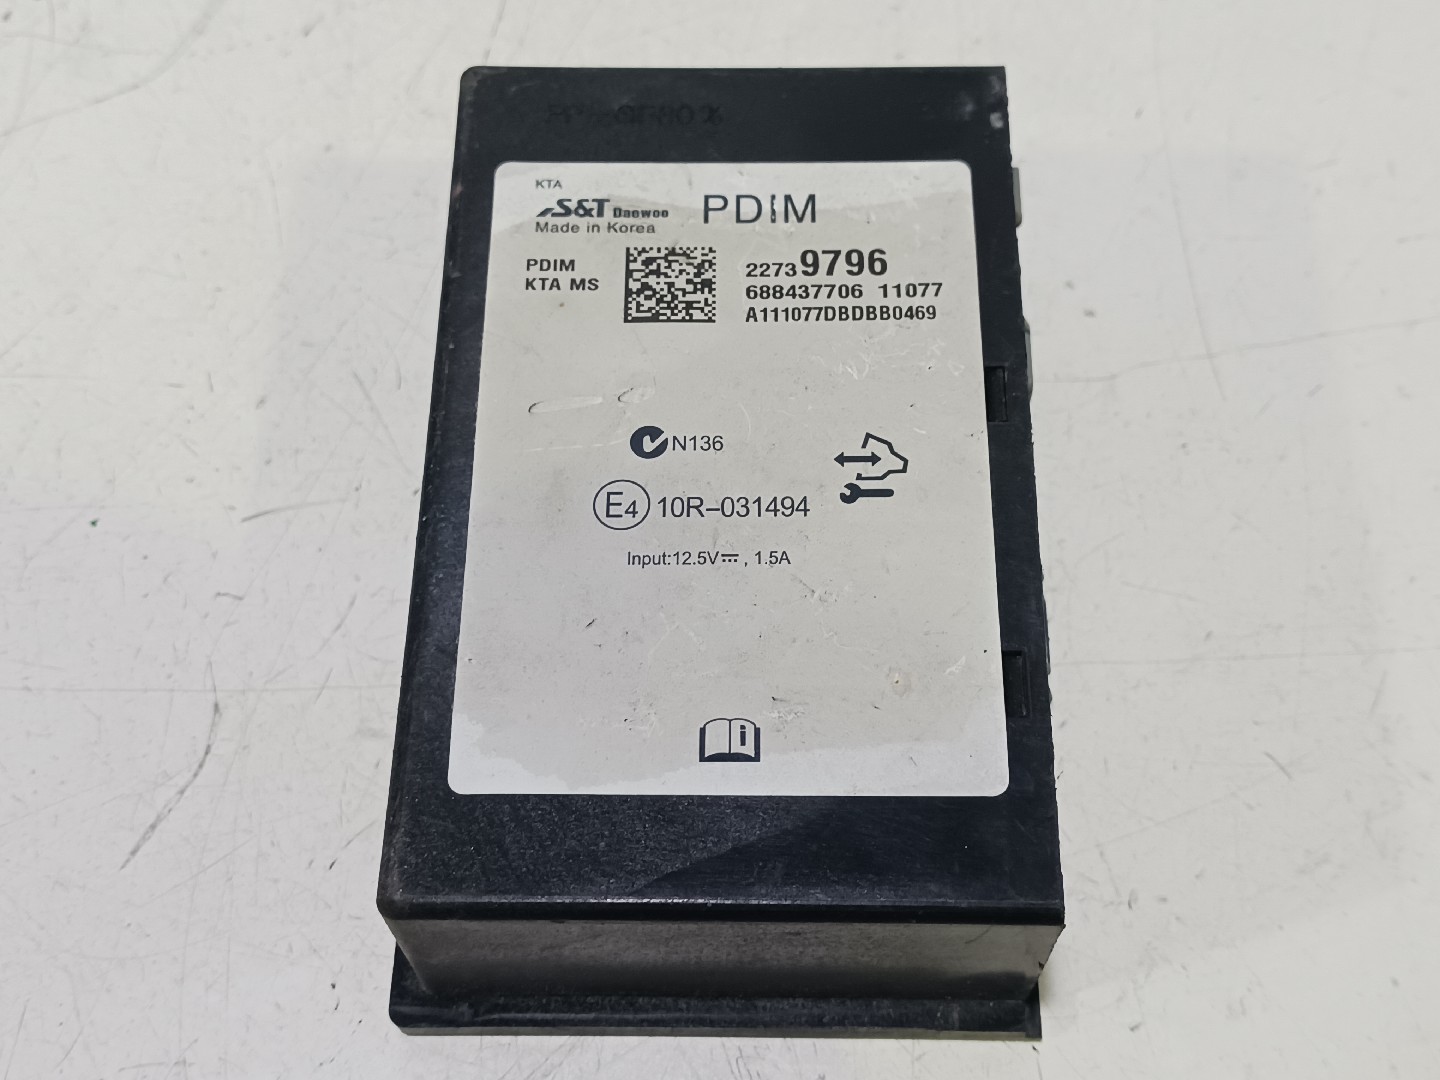 KTA
S&T Daewoo PDIM
Made in Korea
PDIM 22739796
KTA MS 688437706 11077
A111077DBDBB0469
N136
E4 10R-031494
Input:12.5V⎓, 1.5A
i